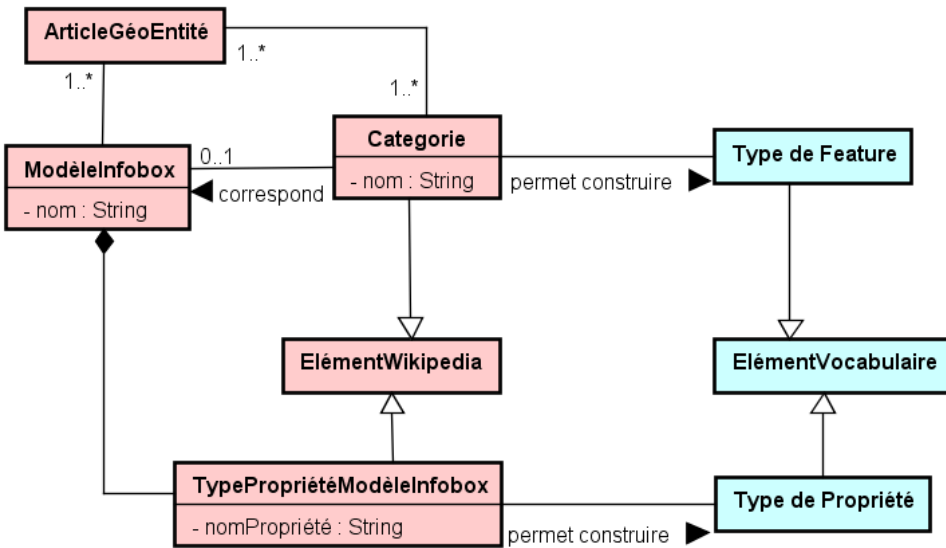 ArticleGéoEntité
1..*
1..*
1..*
Categorie
- nom : String
Type de Feature
ModèleInfobox
- nom : String
0..1
correspond
permet construire
ElémentWikipedia
ElémentVocabulaire
TypePropriétéModèleInfobox
- nomPropriété : String
Type de Propriété
permet construire